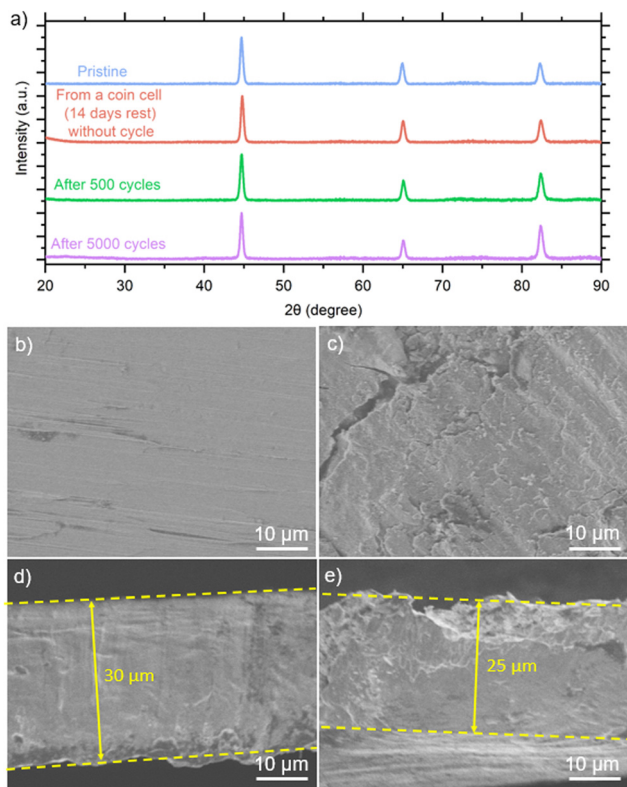 a)
Intensity (a.u.)
Pristine
From a coin cell
(14 days rest)
without cycle
After 500 cycles
After 5000 cycles
20 30 40 50 60 70 80 90
2θ (degree)
b)
10 µm
c)
10 µm
d)
30 µm
10 µm
e)
25 µm
10 µm